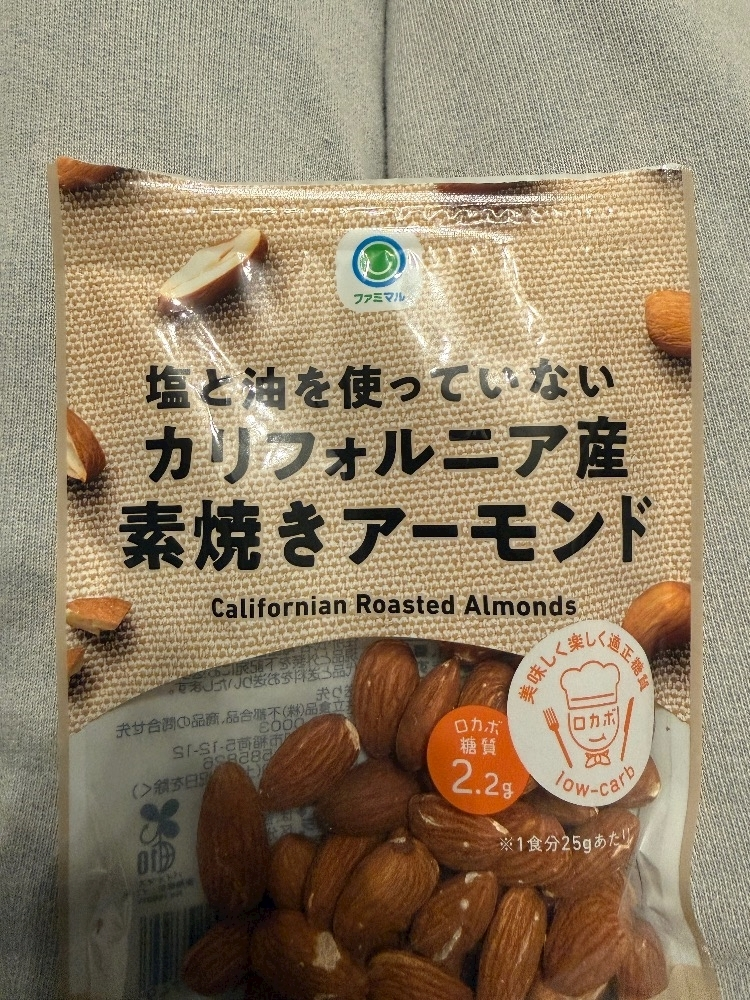 ファミマル
塩と油を使っていない
カリフォルニア産
素焼きアーモンド
Californian Roasted Almonds
美味しく楽しく適正糖質
ロカボ
low-carb
ロカボ
糖質
2.2g
※1食分25gあたり